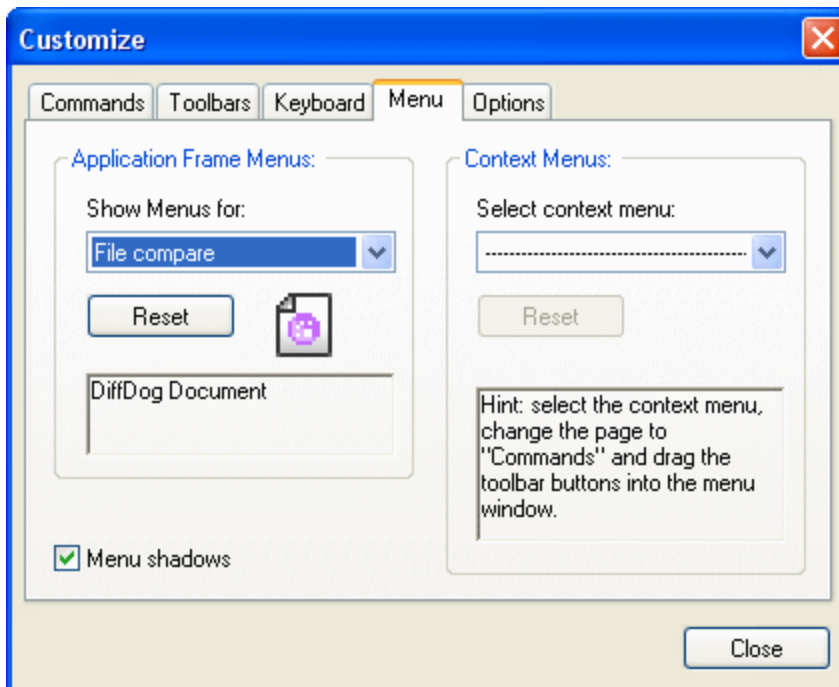 Customize
Commands
Toolbars
Keyboard
Menu
Options
Application Frame Menus:
Show Menus for:
File compare
Reset
DiffDog Document
Menu shadows
Context Menus:
Select context menu:
-------------------------------------------
Reset
Hint: select the context menu,
change the page to
"Commands" and drag the
toolbar buttons into the menu
window.
Close